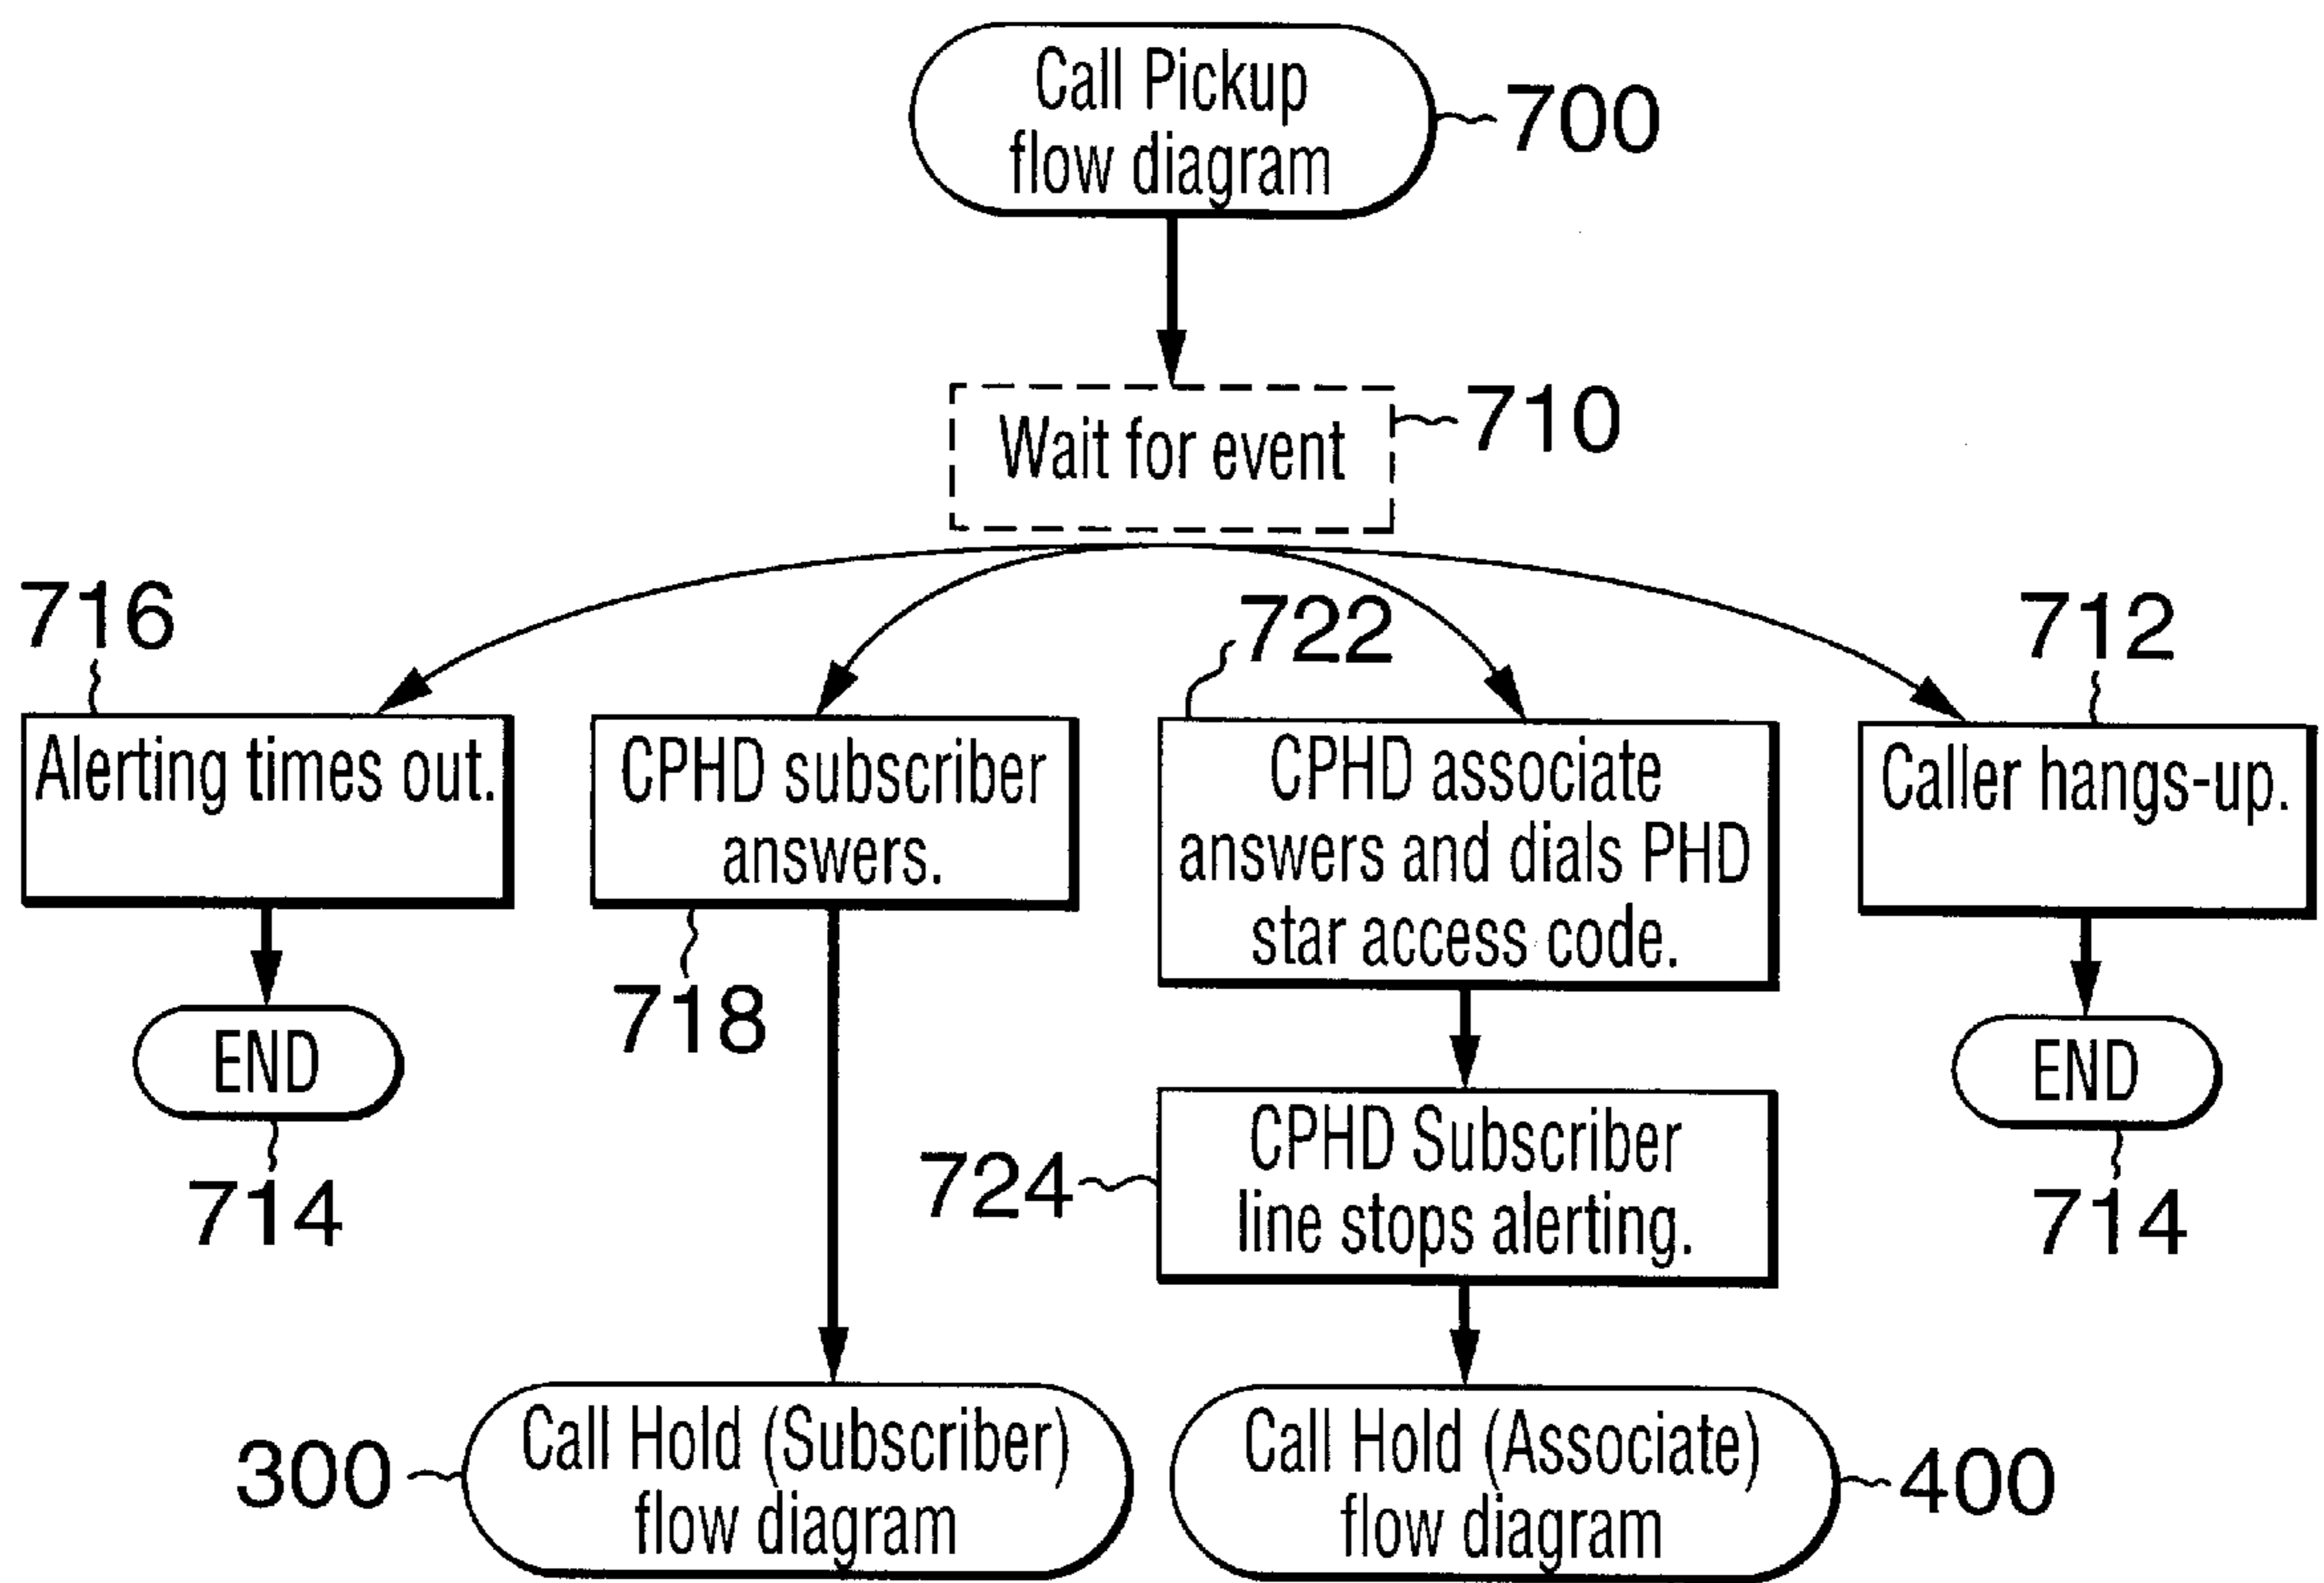 Call Pickup
flow diagram
700
Wait for event
710
716
722
712
Alerting times out.
CPHD subscriber
answers.
CPHD associate
answers and dials PHD
star access code.
Caller hangs-up.
718
END
714
END
714
724
CPHD Subscriber
line stops alerting.
300
Call Hold (Subscriber)
flow diagram
Call Hold (Associate)
flow diagram
400